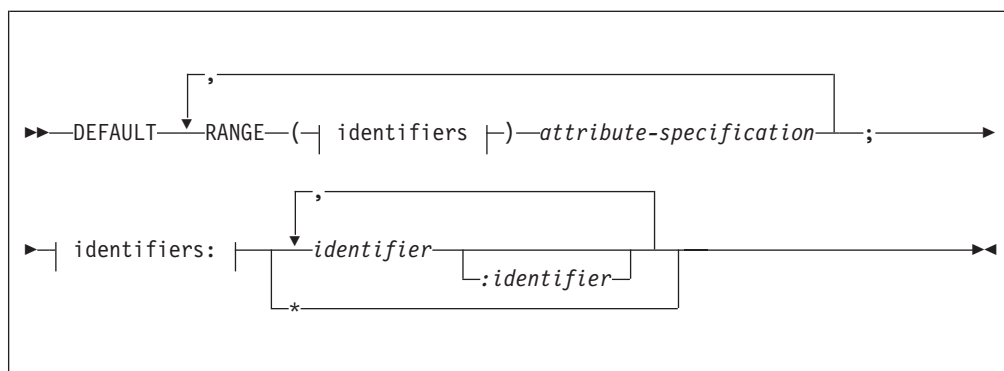 ,
DEFAULT RANGE ( identifiers ) attribute-specification ;
,
identifiers: identifier
:identifier
*